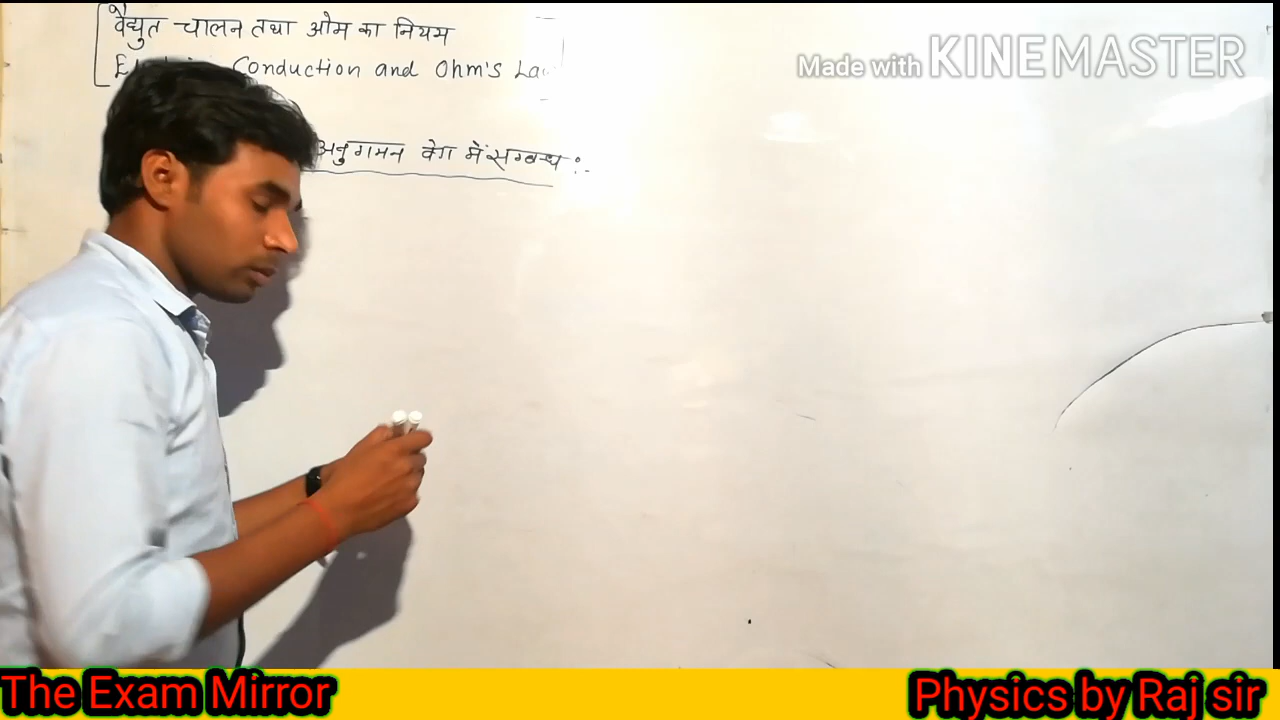 वैद्युत चालन तथा ओम का नियम
Conduction and Ohm's
Made with KINEMASTER
अनुगमन वेग में सम्बन्ध :-
The Exam Mirror
Physics by Raj sir